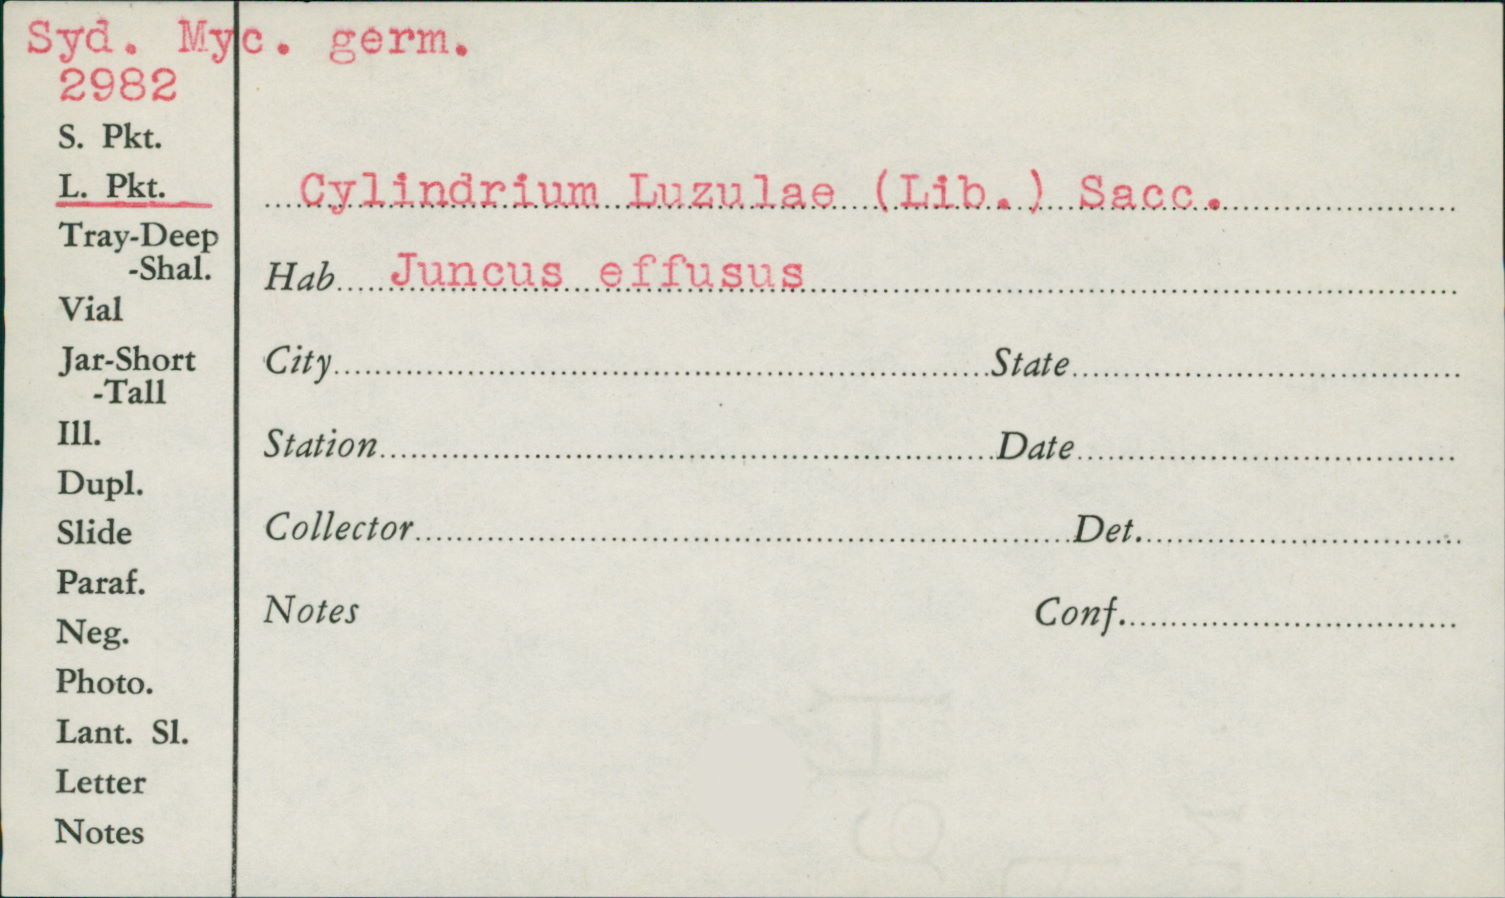 Syd. Myc. germ.
2982
S. Pkt.
L. Pkt.
Tray-Deep
-Shal.
Vial
Jar-Short
-Tall
Ill.
Dupl.
Slide
Paraf.
Neg.
Photo.
Lant. Sl.
Letter
Notes
Cylindrium Luzulae (Lib.) Sacc.
Hab. Juncus effusus
City
State
Station
Date
Collector
Det.
Notes
Conf.